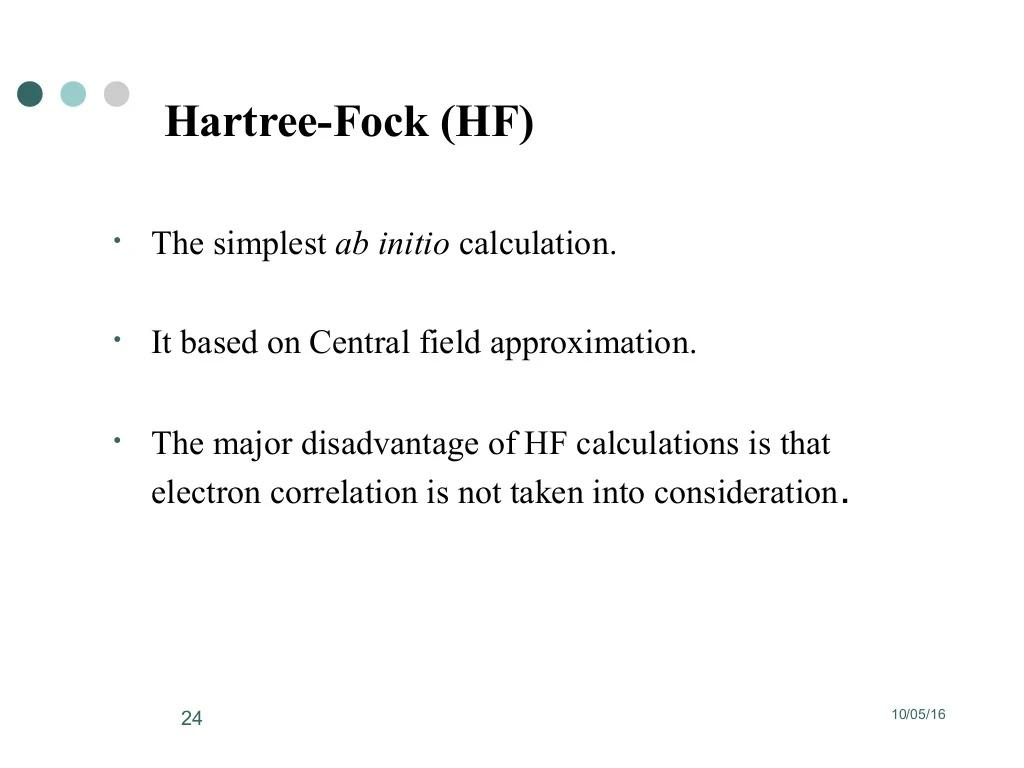 Hartree-Fock (HF)
• The simplest ab initio calculation.
• It based on Central field approximation.
• The major disadvantage of HF calculations is that
electron correlation is not taken into consideration.
24
10/05/16